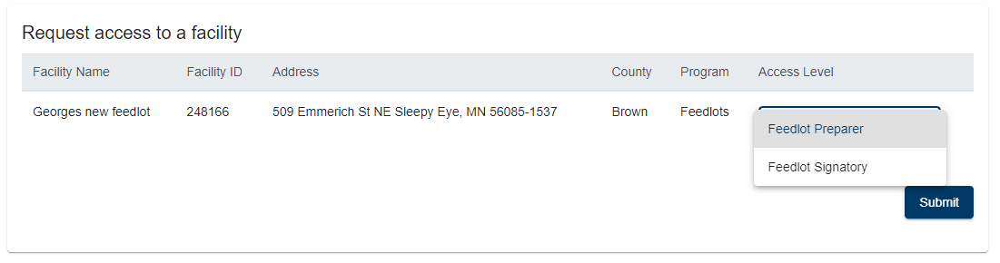 Request access to a facility
Facility Name Facility ID Address County Program Access Level
Georges new feedlot 248166 509 Emmerich St NE Sleepy Eye, MN 56085-1537 Brown Feedlots
Feedlot Preparer
Feedlot Signatory
Submit